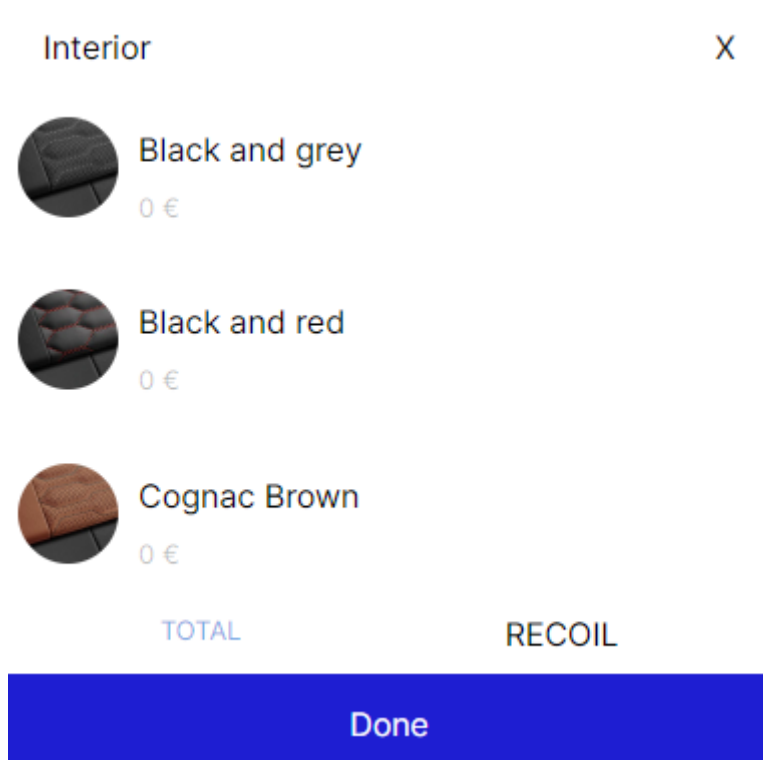 Interior X
Black and grey
0 €
Black and red
0 €
Cognac Brown
0 €
TOTAL RECOIL
Done